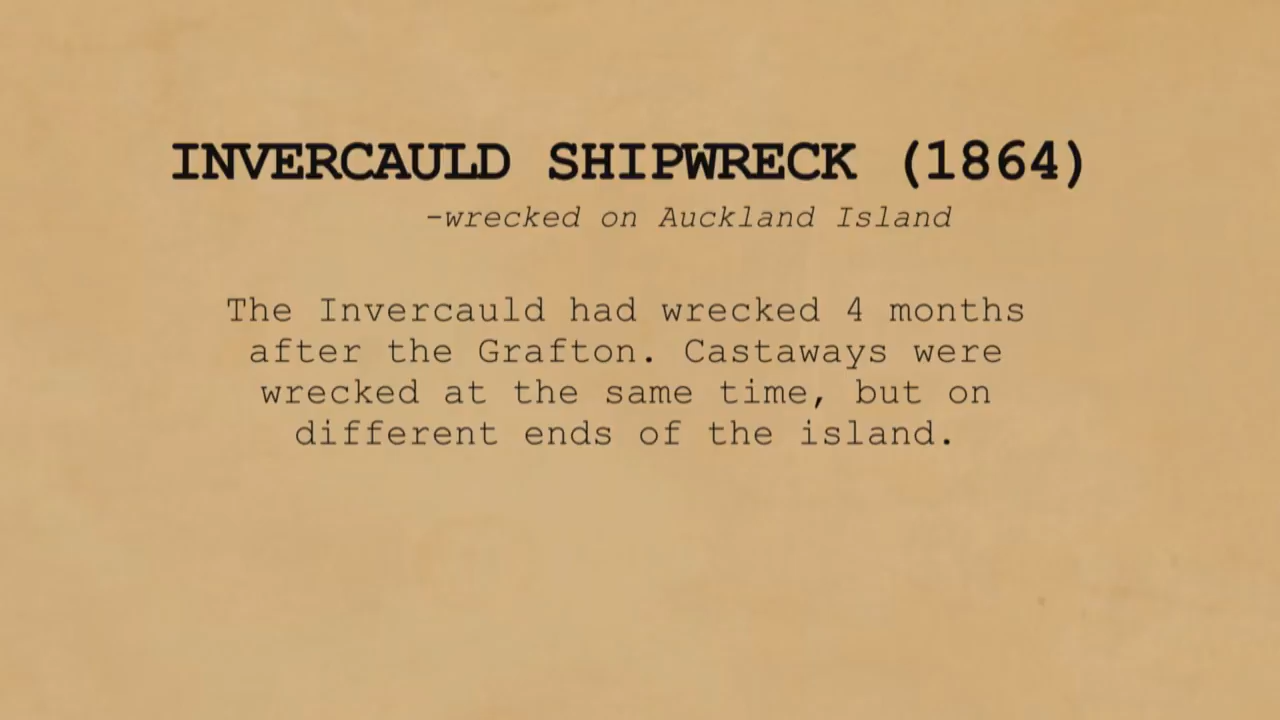 INVERCAULD SHIPWRECK (1864)
-wrecked on Auckland Island
The Invercauld had wrecked 4 months
after the Grafton. Castaways were
wrecked at the same time, but on
different ends of the island.